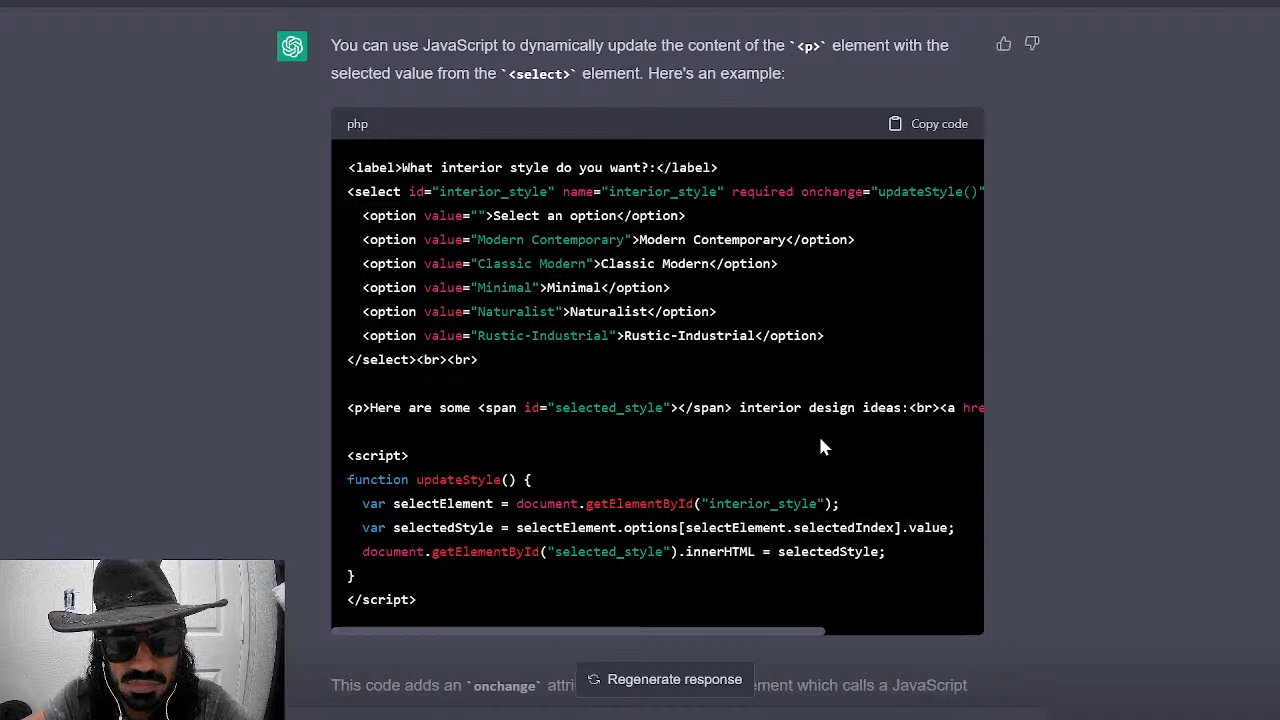 You can use JavaScript to dynamically update the content of the `<p>` element with the
selected value from the `<select>` element. Here's an example:
php
Copy code
<label>What interior style do you want?:</label>
<select id="interior_style" name="interior_style" required onchange="updateStyle()"
<option value="">Select an option</option>
<option value="Modern Contemporary">Modern Contemporary</option>
<option value="Classic Modern">Classic Modern</option>
<option value="Minimal">Minimal</option>
<option value="Naturalist">Naturalist</option>
<option value="Rustic-Industrial">Rustic-Industrial</option>
</select><br><br>
<p>Here are some <span id="selected_style"></span> interior design ideas:<br><a hre
<script>
function updateStyle() {
var selectElement = document.getElementById("interior_style");
var selectedStyle = selectElement.options[selectElement.selectedIndex].value;
document.getElementById("selected_style").innerHTML = selectedStyle;
}
</script>
Regenerate response
This code adds an `onchange` attri ement which calls a JavaScript